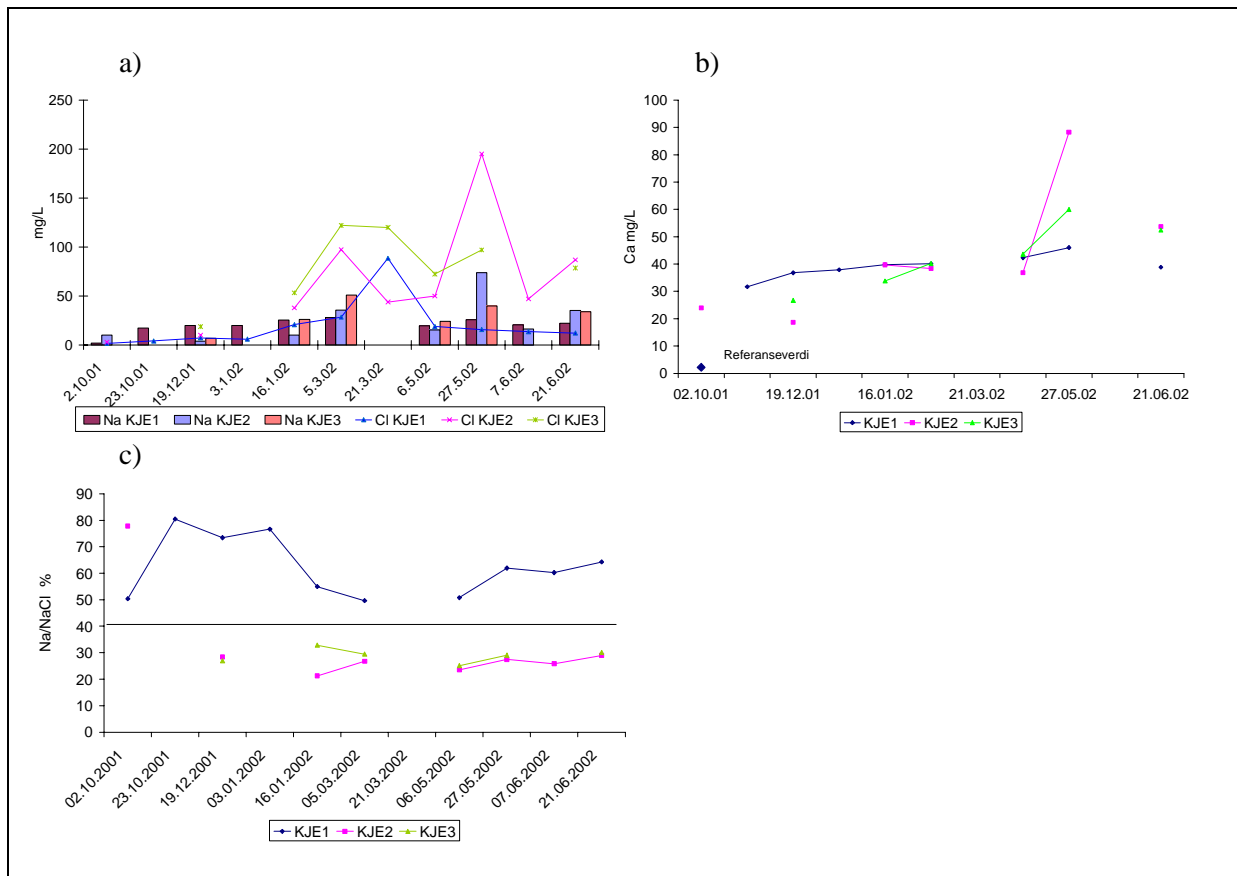 a)
250
200
150
100
50
0
mg/L
2.10.01 23.10.01 19.12.01 3.1.02 16.1.02 5.3.02 21.3.02 6.5.02 27.5.02 7.6.02 21.6.02
Na KJE1 Na KJE2 Na KJE3 Cl KJE1 Cl KJE2 Cl KJE3
b)
100
90
80
70
60
50
40
30
20
10
0
Ca mg/L
Referanseverdi
02.10.01 19.12.01 16.01.02 21.03.02 27.05.02 21.06.02
KJE1 KJE2 KJE3
c)
90
80
70
60
50
40
30
20
10
0
Na/NaCl %
02.10.2001 23.10.2001 19.12.2001 03.01.2002 16.01.2002 05.03.2002 21.03.2002 06.05.2002 27.05.2002 07.06.2002 21.06.2002
KJE1 KJE2 KJE3